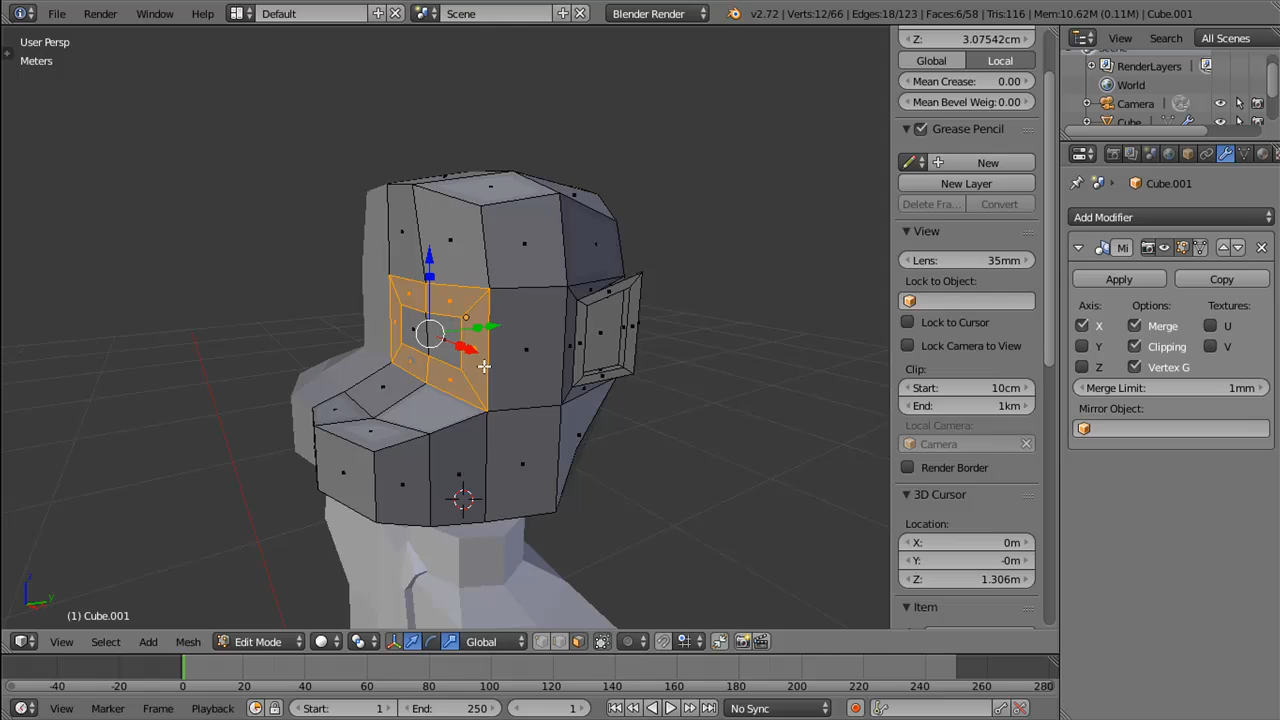 File Render Window Help Default Scene Blender Render v2.72 | Verts:12/66 | Edges:18/123 | Faces:6/58 | Tris:116 | Mem:10.62M (0.11M) | Cube.001
User Persp
Meters
Z: 3.07542cm
Global Local
Mean Crease: 0.00
Mean Bevel Weig: 0.00
Grease Pencil
New
New Layer
Delete Fra... Convert
View
Lens: 35mm
Lock to Object:
Lock to Cursor
Lock Camera to View
Clip:
Start: 10cm
End: 1km
Local Camera:
Camera
Render Border
3D Cursor
Location:
X: 0m
Y: -0m
Z: 1.306m
Item
View Search All Scenes
RenderLayers
World
Camera
Cube
Cube.001
Add Modifier
Mi
Apply Copy
Axis: Options: Textures:
X Merge U
Y Clipping V
Z Vertex G
Merge Limit: 1mm
Mirror Object:
z
y
(1) Cube.001
View Select Add Mesh Edit Mode Global
-40 -20 0 20 40 60 80 100 120 140 160 180 200 220 240 260 280
View Marker Frame Playback Start: 1 End: 250 1 No Sync